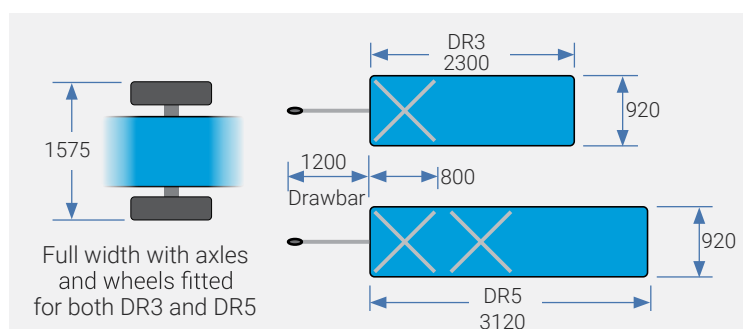 DR3
2300
920
1575
1200
800
Drawbar
920
Full width with axles
and wheels fitted
for both DR3 and DR5
DR5
3120